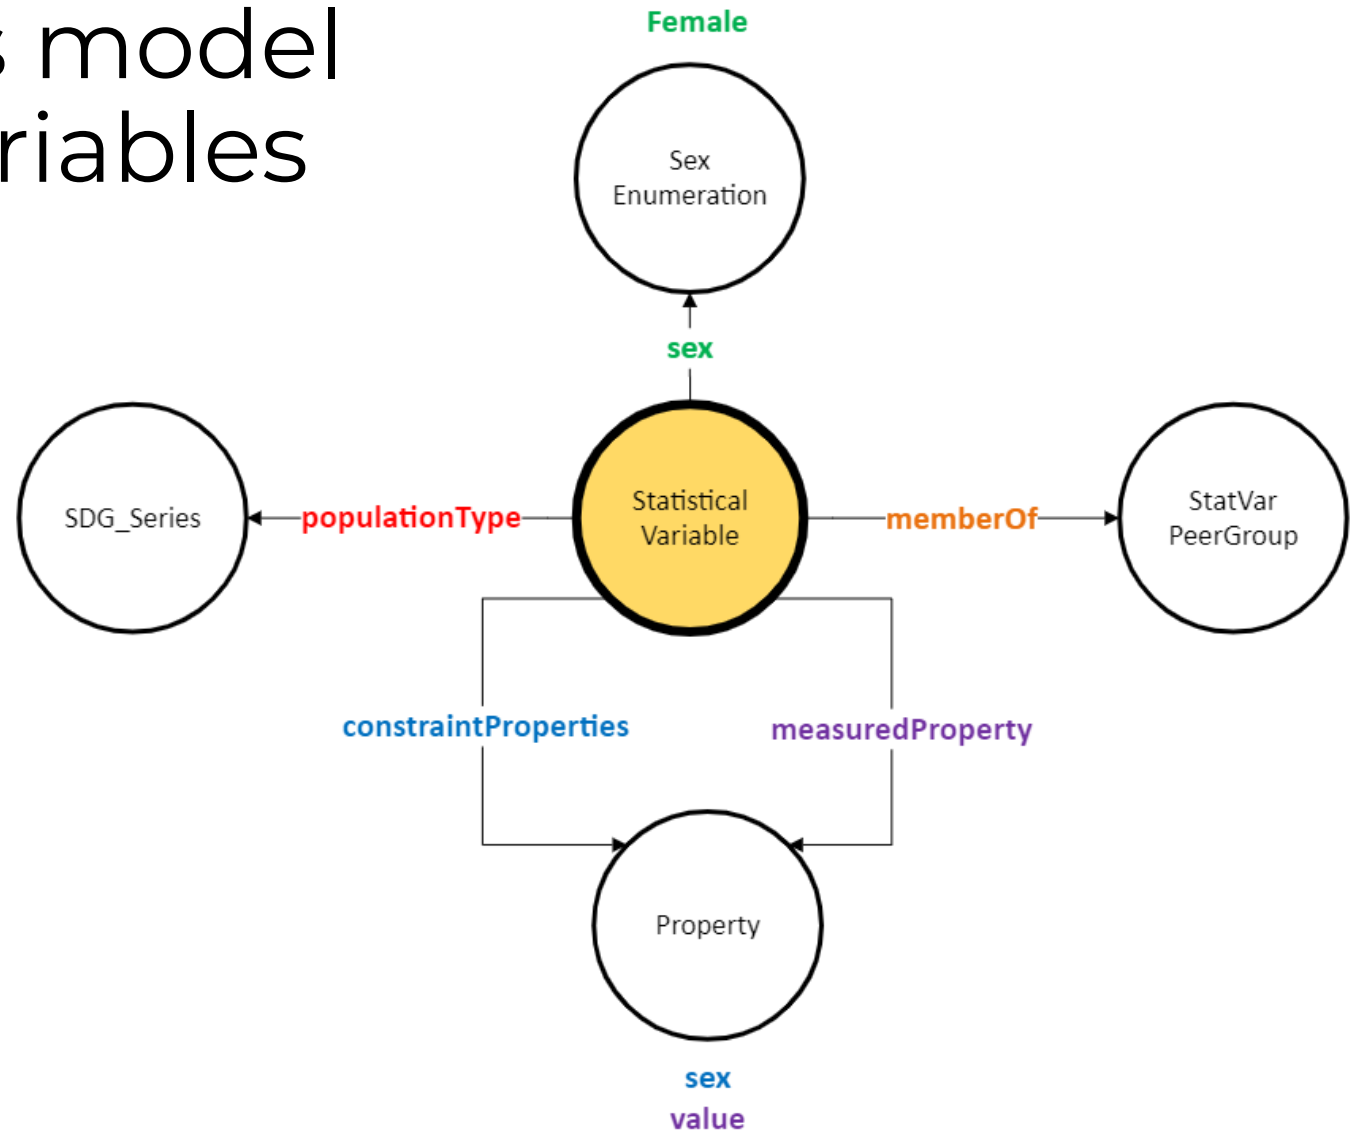 s model
riables
Female
Sex
Enumeration
sex
SDG_Series
populationType
Statistical
Variable
memberOf
StatVar
PeerGroup
constraintProperties
measuredProperty
Property
sex
value